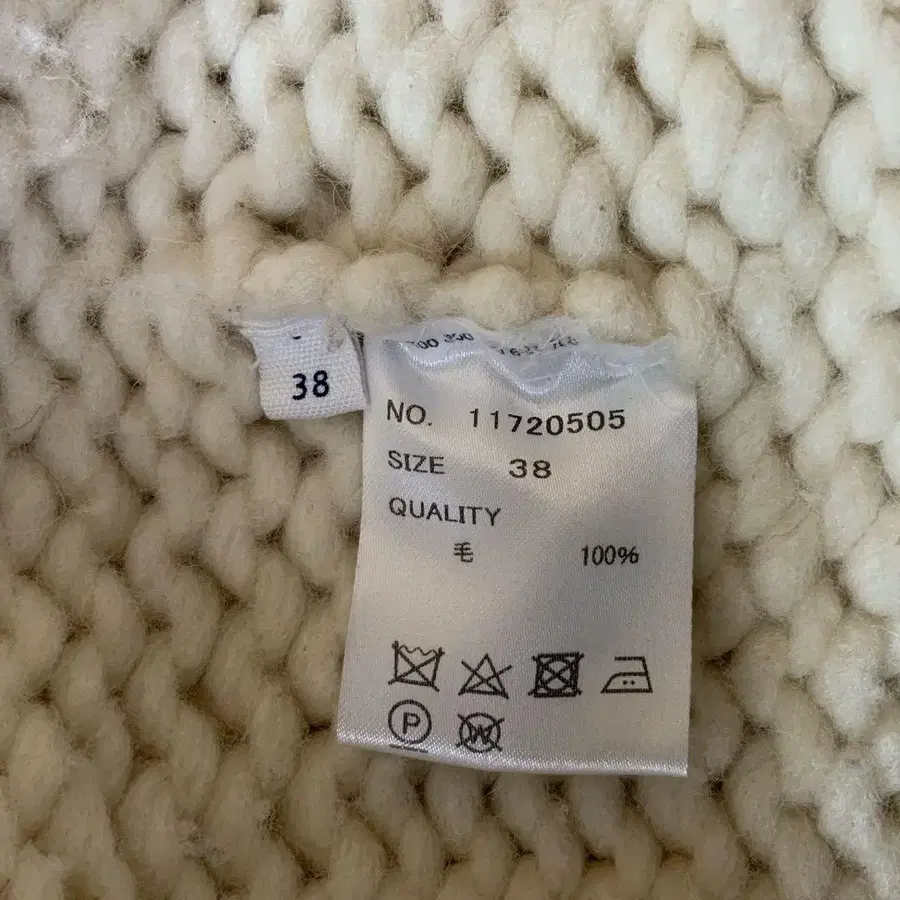 38
NO. 11720505
SIZE 38
QUALITY
毛 100%
P
W